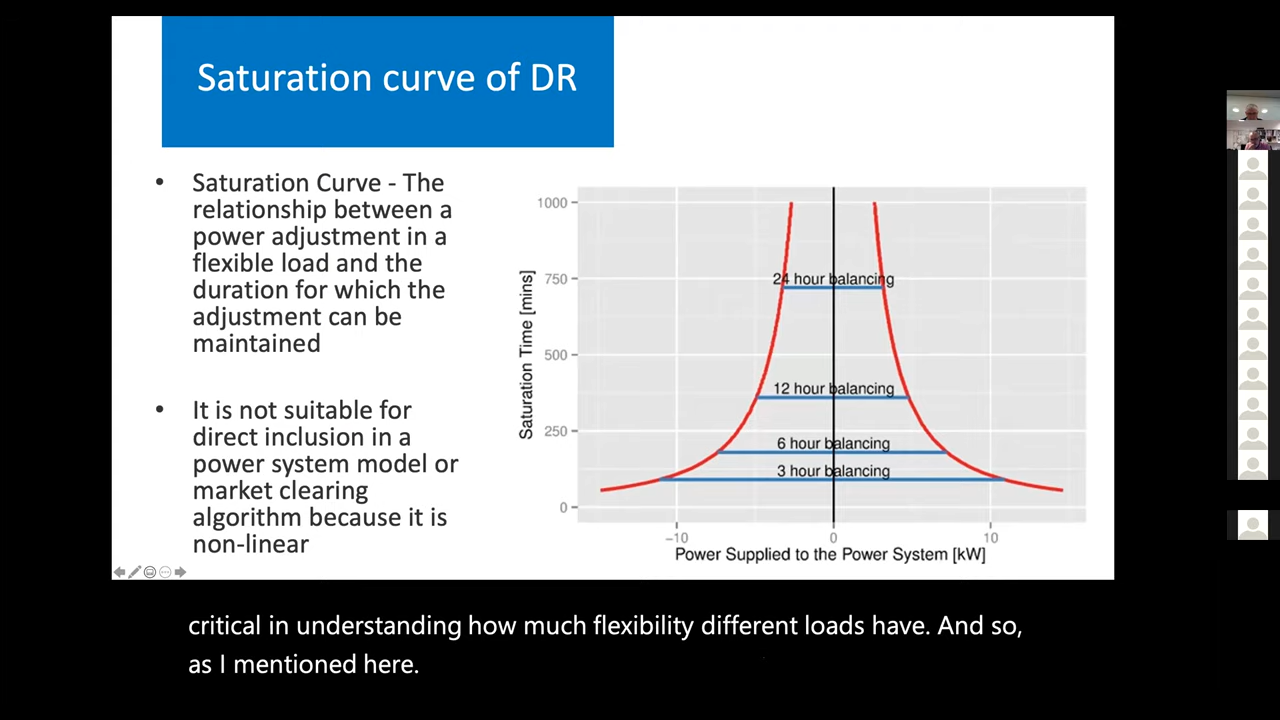 Saturation curve of DR
• Saturation Curve - The
relationship between a
power adjustment in a
flexible load and the
duration for which the
adjustment can be
maintained
• It is not suitable for
direct inclusion in a
power system model or
market clearing
algorithm because it is
non-linear
Saturation Time [mins]
1000
750
500
250
0
24 hour balancing
12 hour balancing
6 hour balancing
3 hour balancing
−10 0 10
Power Supplied to the Power System [kW]
critical in understanding how much flexibility different loads have. And so,
as I mentioned here.